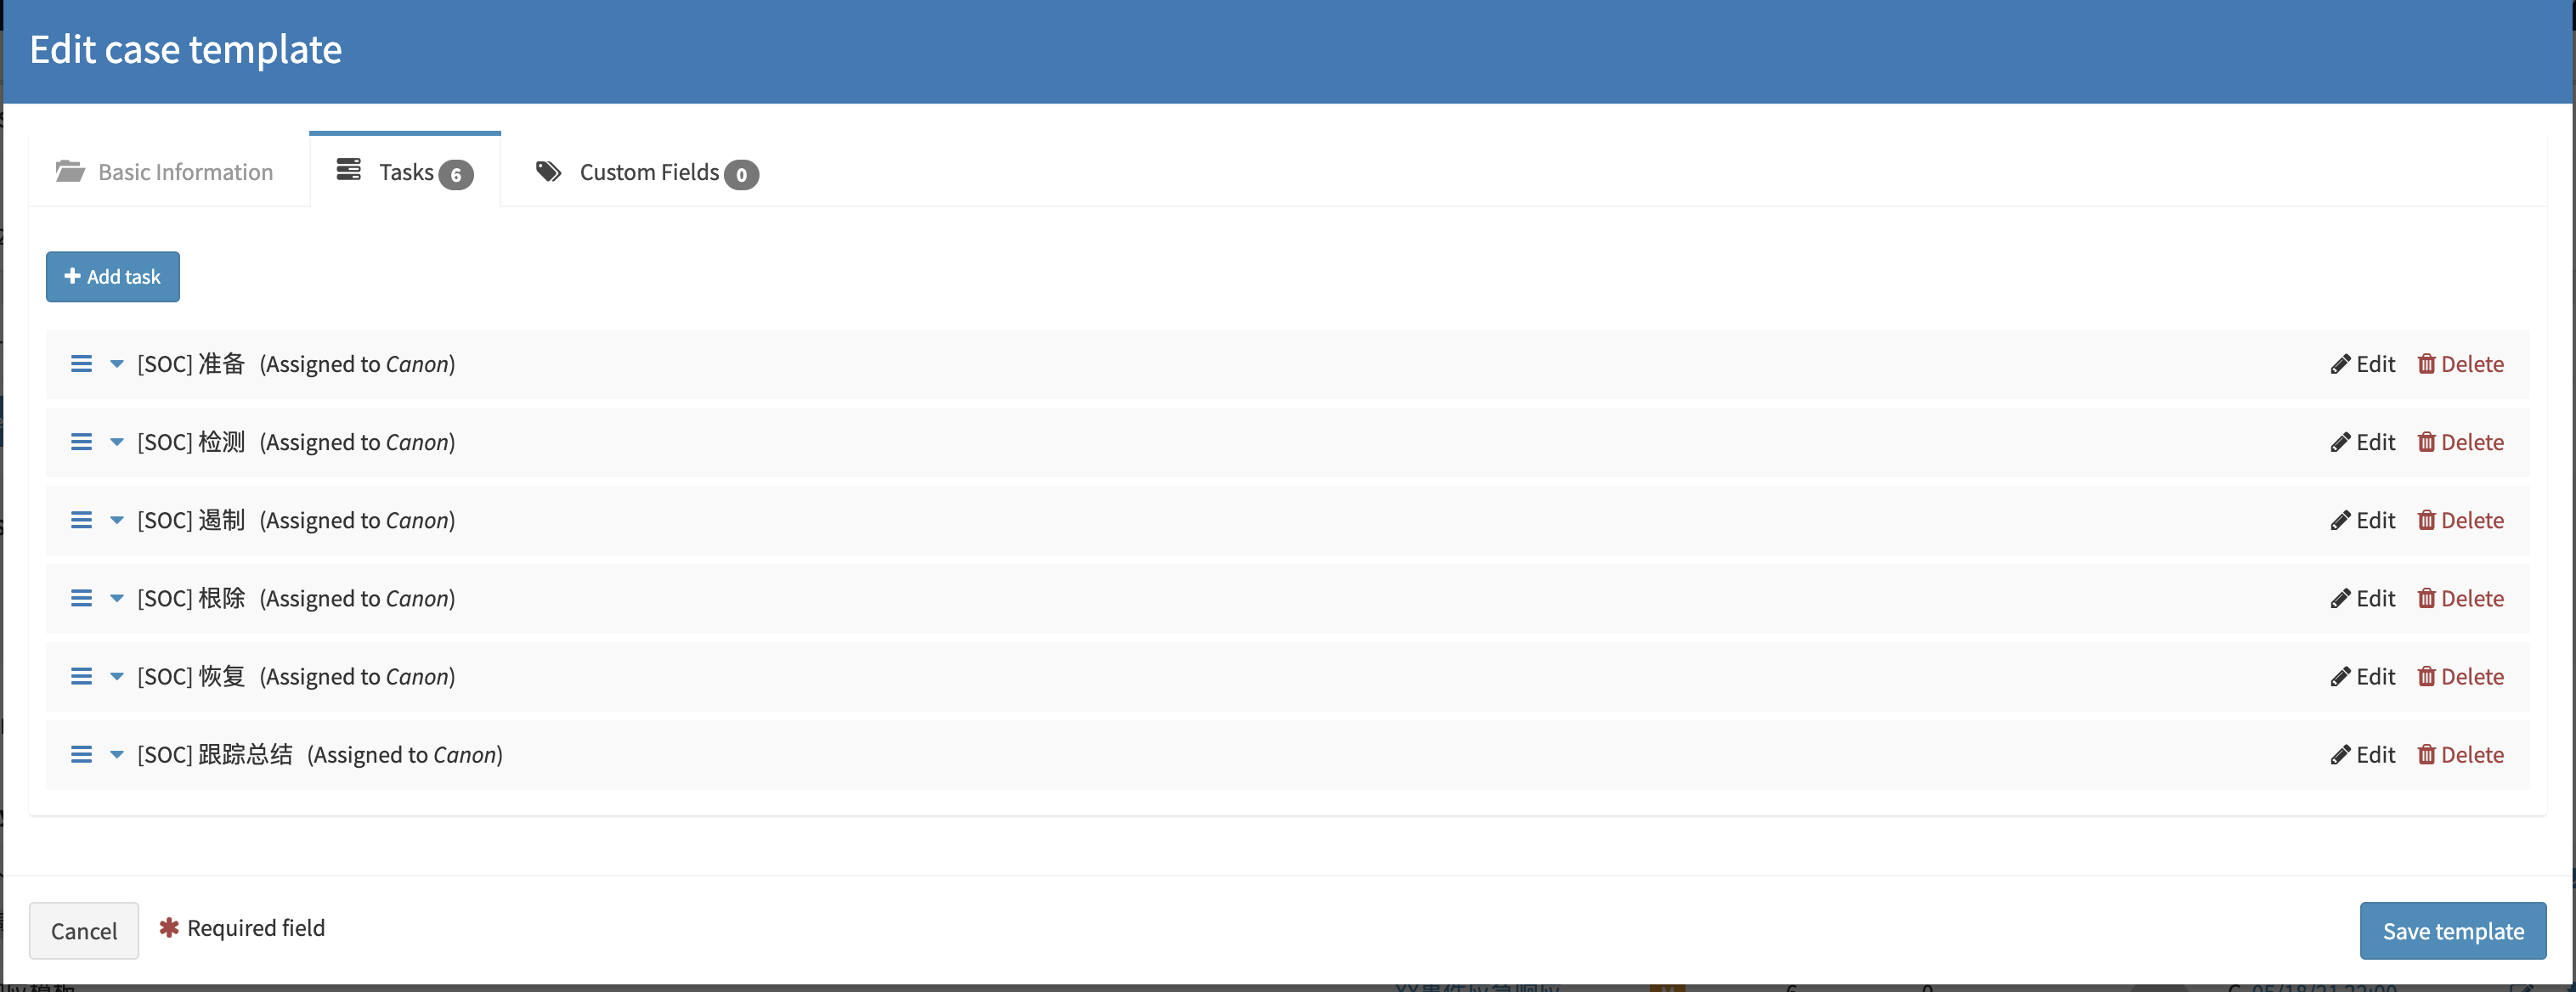 Edit case template
Basic Information
Tasks 6
Custom Fields 0
Add task
[SOC] 准备 (Assigned to Canon) Edit Delete
[SOC] 检测 (Assigned to Canon) Edit Delete
[SOC] 遏制 (Assigned to Canon) Edit Delete
[SOC] 根除 (Assigned to Canon) Edit Delete
[SOC] 恢复 (Assigned to Canon) Edit Delete
[SOC] 跟踪总结 (Assigned to Canon) Edit Delete
Cancel
Required field
Save template